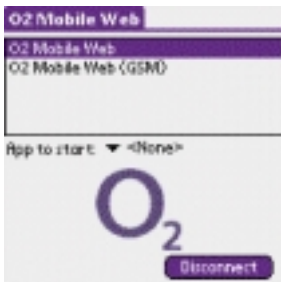 O2 Mobile Web
O2 Mobile Web
O2 Mobile Web (GSM)
App to start: ▼ <None>
O2
Disconnect